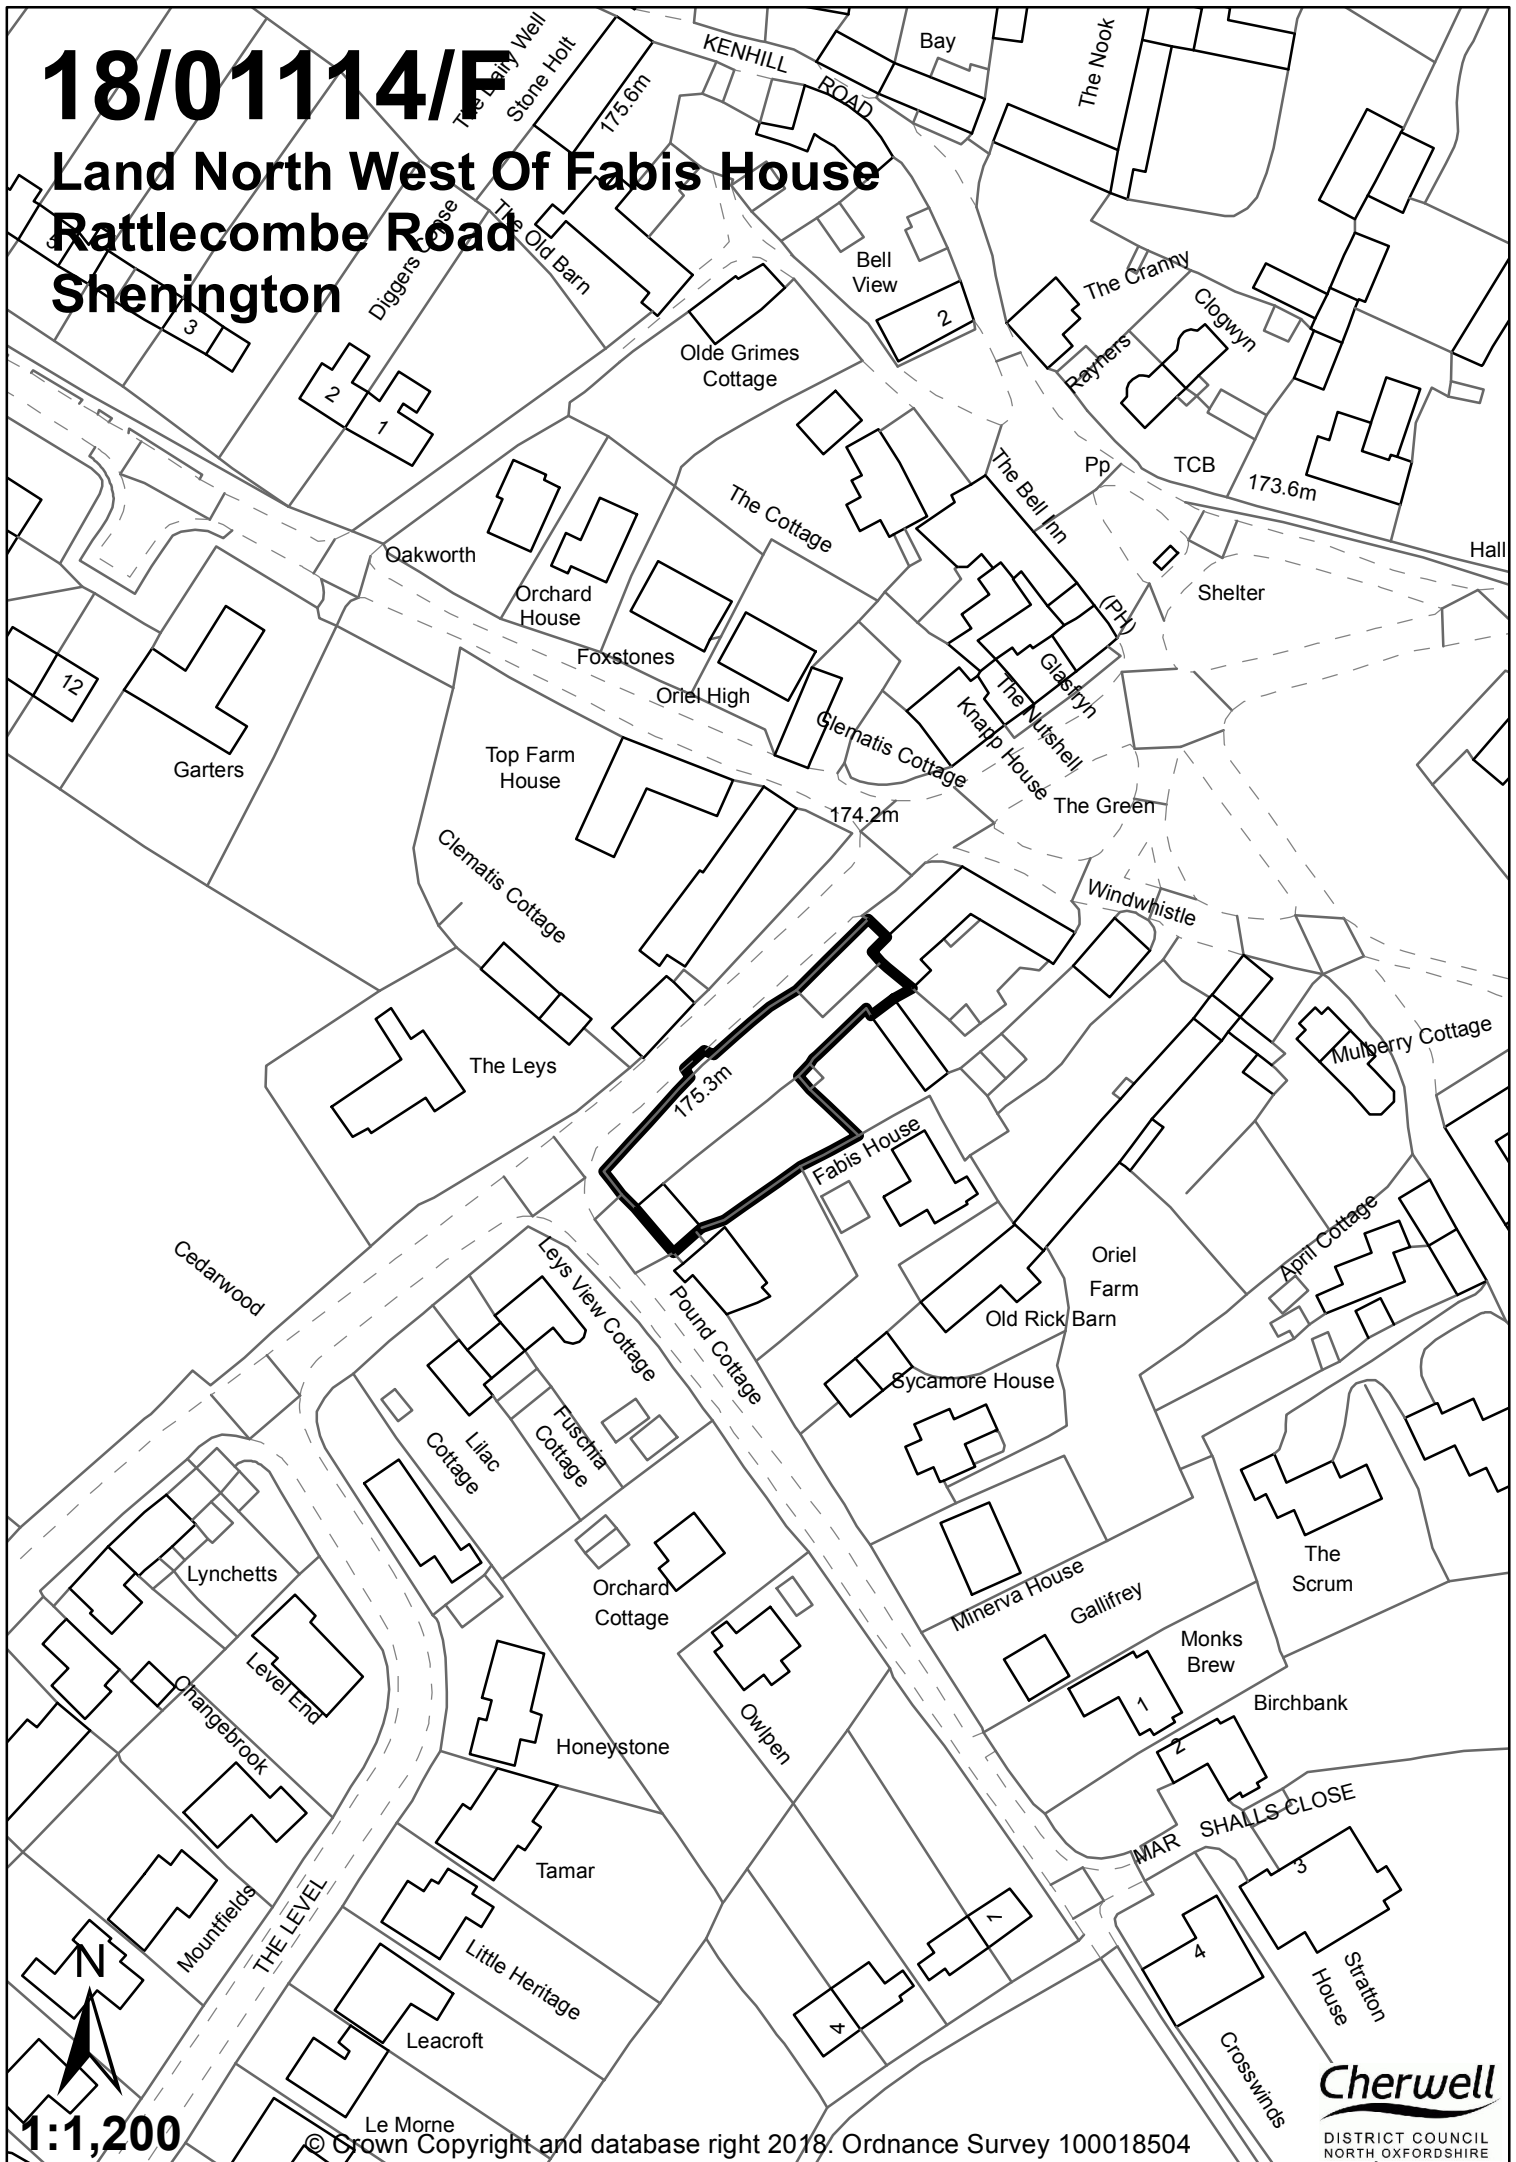 18/01114/F
Land North West Of Fabis House
Rattlecombe Road
Shenington
The Dairy Well
Stone Holt
175.6m
KENHILL
ROAD
Bay
The Nook
5
3
Diggers Copse
The Old Barn
Bell
View
2
The Cranny
Clogwyn
Rayners
Olde Grimes
Cottage
2
1
The Bell Inn
(PH)
Pp
TCB
173.6m
Hall
The Cottage
Oakworth
Orchard
House
Shelter
Foxstones
Oriel High
12
Glasfryn
The Nutshell
Knapp House
Clematis Cottage
Garters
Top Farm
House
174.2m
The Green
Clematis Cottage
Windwhistle
Mulberry Cottage
The Leys
175.3m
Fabis House
Cedarwood
Leys View Cottage
Pound Cottage
Oriel
Farm
April Cottage
Old Rick Barn
Sycamore House
Lilac
Cottage
Fuschia
Cottage
Lynchetts
Orchard
Cottage
Minerva House
Gallifrey
The
Scrum
Monks
Brew
1
Birchbank
2
Level End
Changebrook
Honeystone
Owlpen
MAR SHALLS CLOSE
3
Tamar
Mountfields
THE LEVEL
Little Heritage
1
4
4
Stratton
House
Crosswinds
Leacroft
Le Morne
N
1:1,200
© Crown Copyright and database right 2018. Ordnance Survey 100018504
Cherwell
DISTRICT COUNCIL
NORTH OXFORDSHIRE